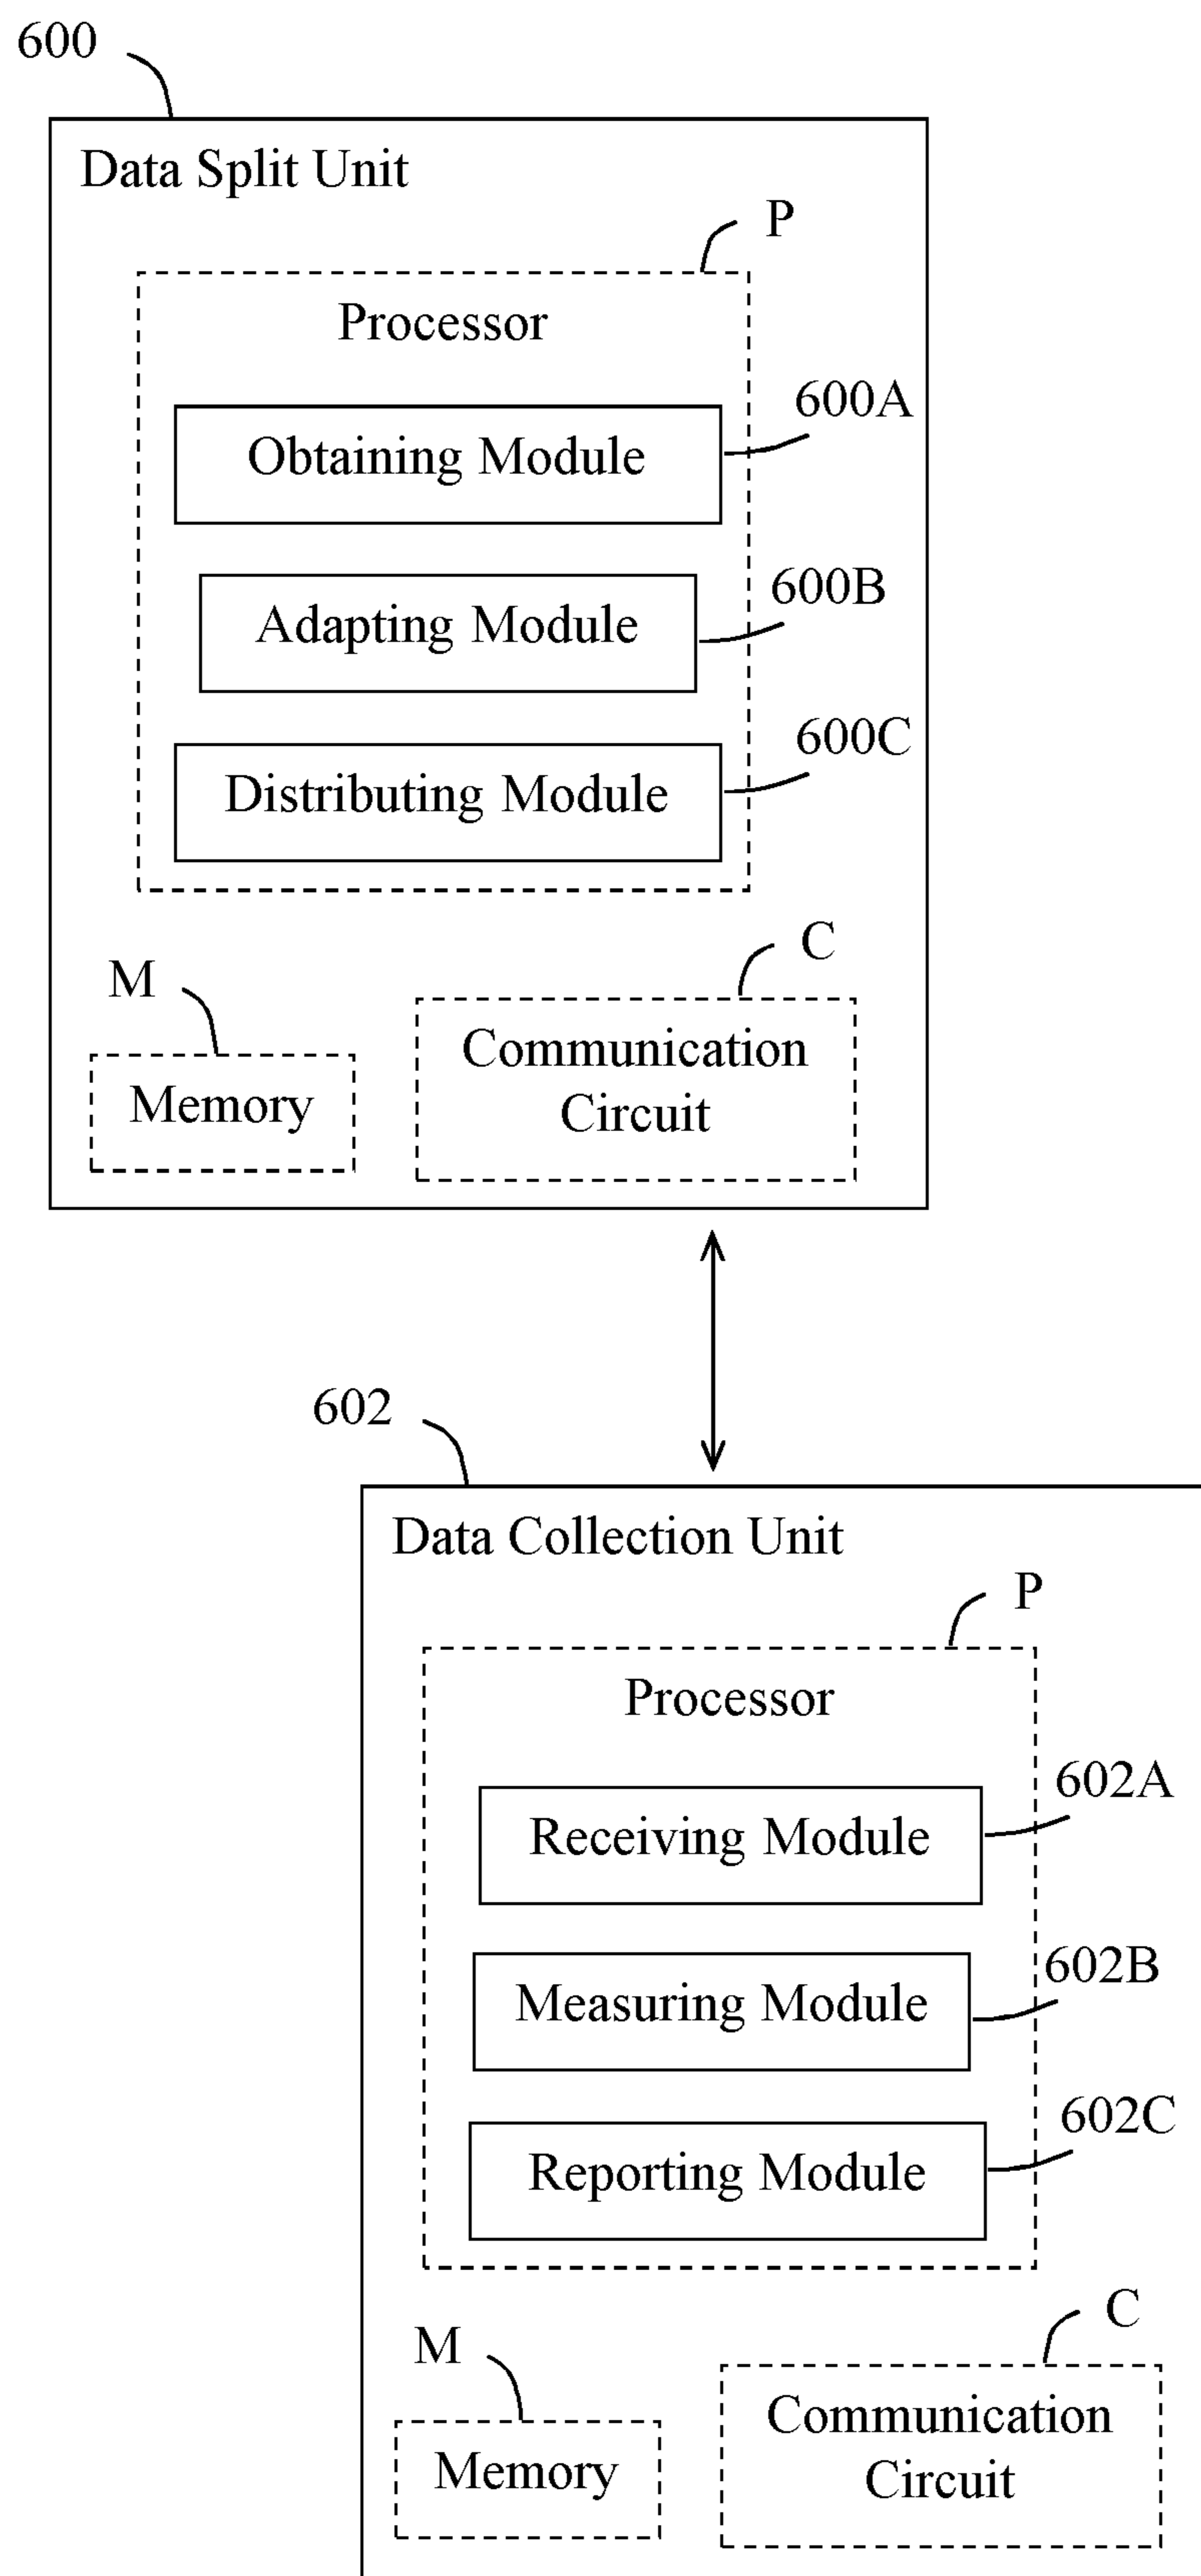 600
Data Split Unit
P
Processor
600A
Obtaining Module
600B
Adapting Module
600C
Distributing Module
C
M
Communication
Circuit
Memory
602
Data Collection Unit
P
Processor
602A
Receiving Module
602B
Measuring Module
602C
Reporting Module
C
M
Communication
Circuit
Memory